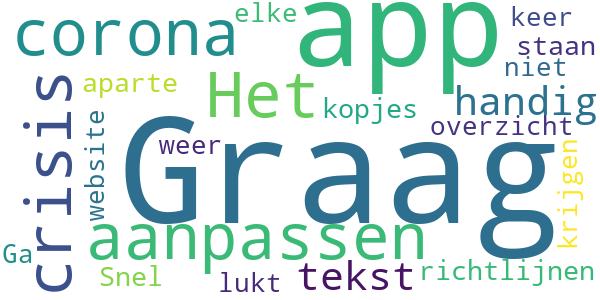 elke
app
keer
corona
staan
niet
crisis
aparte
Het
kopjes
handig
website
weer
overzicht
Graag
krijgen
aanpassen
Ga
Snel
lukt
tekst
richtlijnen